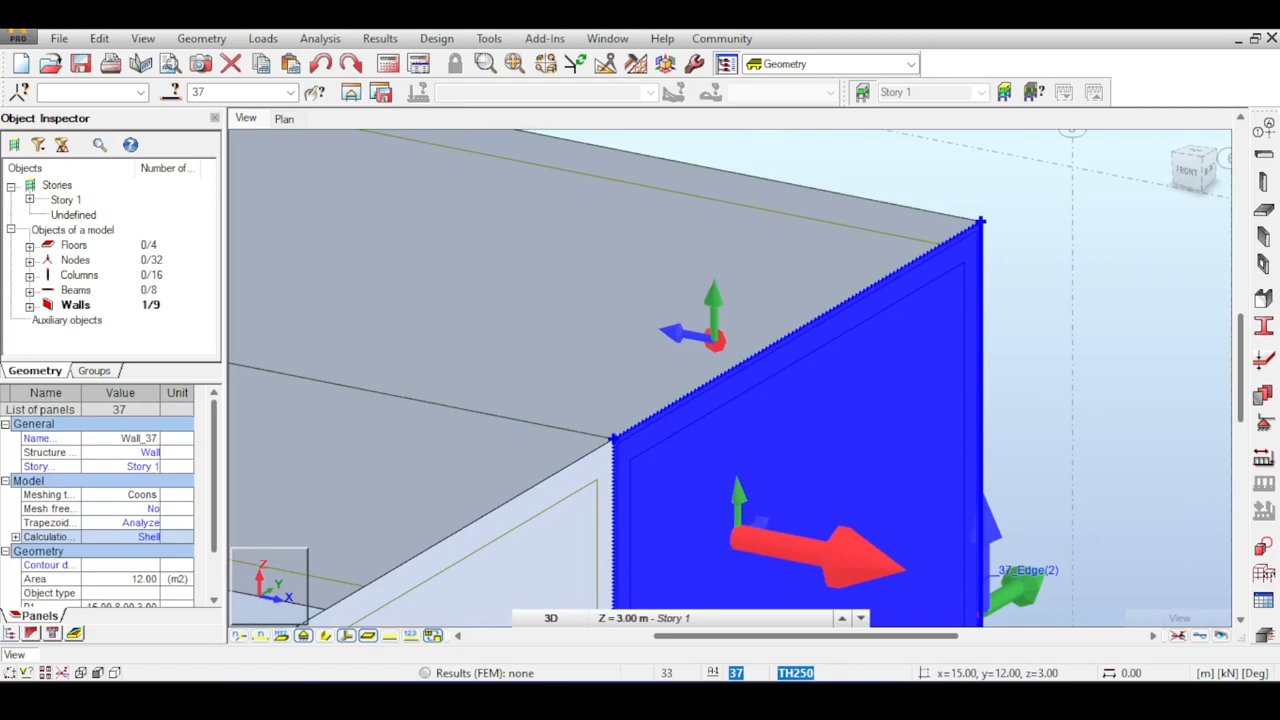 PRO File Edit View Geometry Loads Analysis Results Design Tools Add-Ins Window Help Community
Geometry
37 Story 1
Object Inspector
View Plan
Objects Number of...
Stories
Story 1
Undefined
Objects of a model
Floors 0/4
Nodes 0/32
Columns 0/16
Beams 0/8
Walls 1/9
Auxiliary objects
Geometry Groups
Name Value Unit
List of panels 37
General
Name... Wall_37
Structure ... Wall
Story... Story 1
Model
Meshing t... Coons
Mesh free... No
Trapezoid... Analyze
Calculatio... Shell
Geometry
Contour d...
Area 12.00 (m2)
Object type
Panels
FRONT
Z
Y
X
37_Edge(2)
3D Z = 3.00 m - Story 1
View
View
Results (FEM): none 33 37 TH250 x=15.00, y=12.00, z=3.00 0.00 [m] [kN] [Deg]